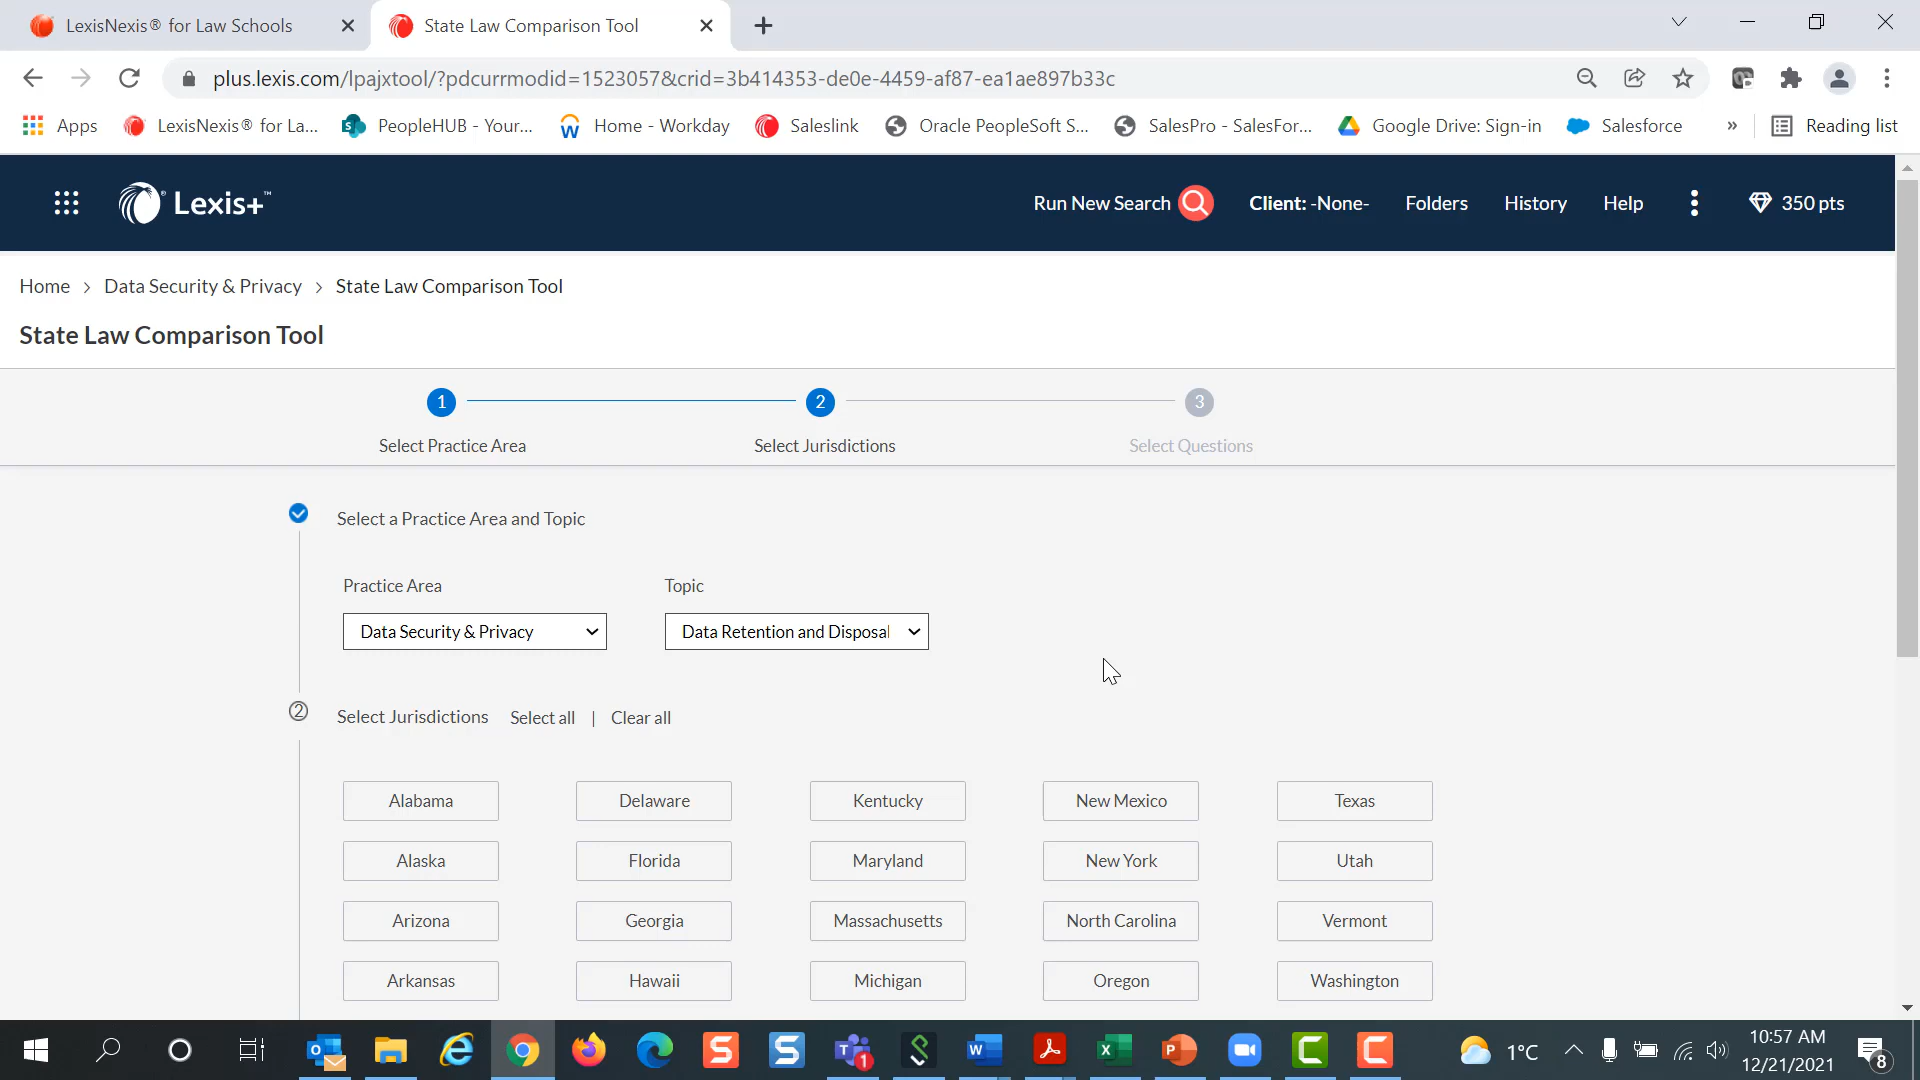 LexisNexis® for Law Schools
State Law Comparison Tool
plus.lexis.com/lpajxtool/?pdcurrmodid=1523057&crid=3b414353-de0e-4459-af87-ea1ae897b33c
Apps
LexisNexis® for La...
PeopleHUB - Your...
Home - Workday
Saleslink
Oracle PeopleSoft S...
SalesPro - SalesFor...
Google Drive: Sign-in
Salesforce
»
Reading list
Lexis+™
Run New Search
Client: -None-
Folders
History
Help
350 pts
Home > Data Security & Privacy > State Law Comparison Tool
State Law Comparison Tool
1
2
3
Select Practice Area
Select Jurisdictions
Select Questions
Select a Practice Area and Topic
Practice Area
Topic
Data Security & Privacy
Data Retention and Disposal
2
Select Jurisdictions
Select all | Clear all
Alabama
Delaware
Kentucky
New Mexico
Texas
Alaska
Florida
Maryland
New York
Utah
Arizona
Georgia
Massachusetts
North Carolina
Vermont
Arkansas
Hawaii
Michigan
Oregon
Washington
1°C
10:57 AM
12/21/2021
8